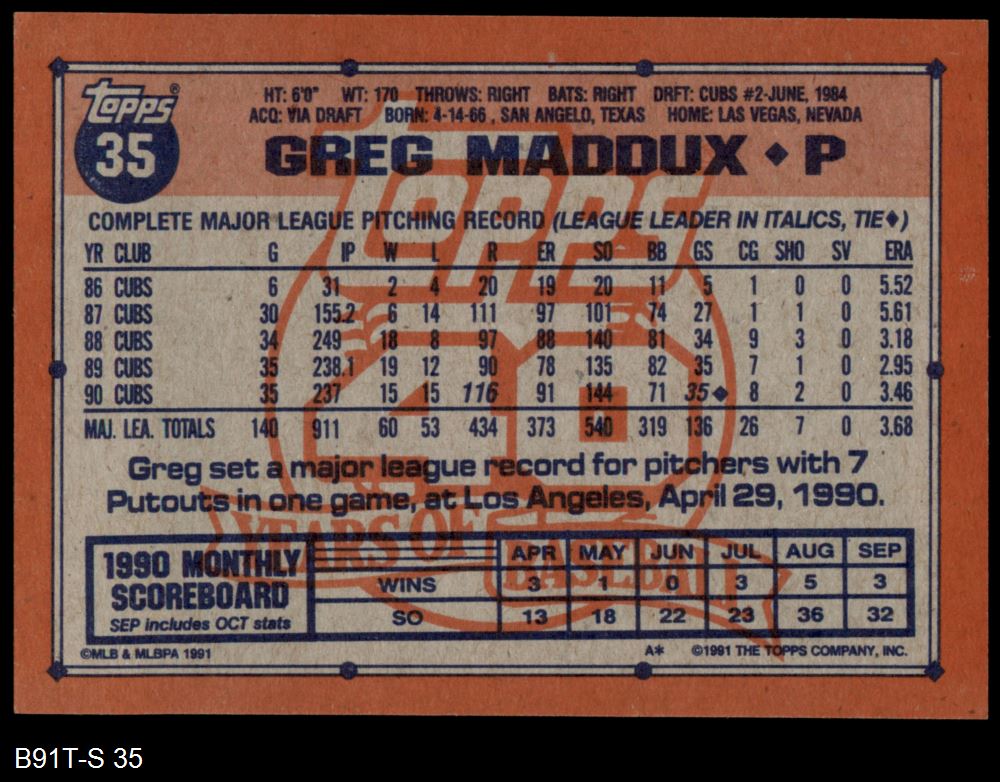 topps®
35
HT: 6'0" WT: 170 THROWS: RIGHT BATS: RIGHT DRFT: CUBS #2-JUNE, 1984
ACQ: VIA DRAFT BORN: 4-14-66 , SAN ANGELO, TEXAS HOME: LAS VEGAS, NEVADA
GREG MADDUX ◆ P
COMPLETE MAJOR LEAGUE PITCHING RECORD (LEAGUE LEADER IN ITALICS, TIE◆)
YR CLUB G IP W L R ER SO BB GS CG SHO SV ERA
86 CUBS 6 31 2 4 20 19 20 11 5 1 0 0 5.52
87 CUBS 30 155.2 6 14 111 97 101 74 27 1 1 0 5.61
88 CUBS 34 249 18 8 97 88 140 81 34 9 3 0 3.18
89 CUBS 35 238.1 19 12 90 78 135 82 35 7 1 0 2.95
90 CUBS 35 237 15 15 116 91 144 71 35◆ 8 2 0 3.46
MAJ. LEA. TOTALS 140 911 60 53 434 373 540 319 136 26 7 0 3.68
Greg set a major league record for pitchers with 7
Putouts in one game, at Los Angeles, April 29, 1990.
topps
40
YEARS OF
BASEBALL
1990 MONTHLY
SCOREBOARD
SEP includes OCT stats
APR MAY JUN JUL AUG SEP
WINS 3 1 0 3 5 3
SO 13 18 22 23 36 32
©MLB & MLBPA 1991 A* ©1991 THE TOPPS COMPANY, INC.
B91T-S 35